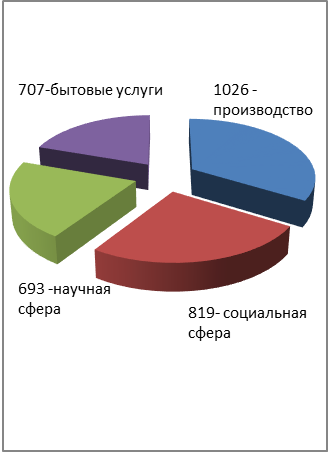 707-бытовые услуги
1026 -
производство
693 -научная
сфера
819- социальная
сфера